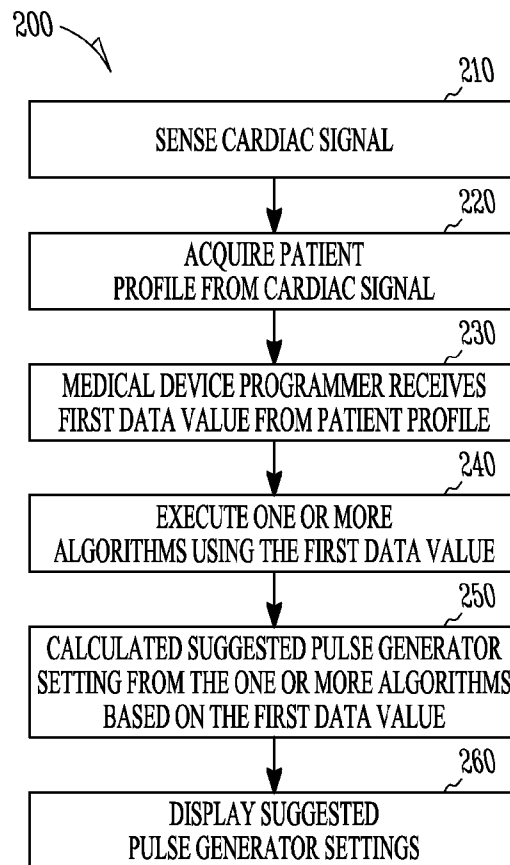 200
210
SENSE CARDIAC SIGNAL
220
ACQUIRE PATIENT
PROFILE FROM CARDIAC SIGNAL
230
MEDICAL DEVICE PROGRAMMER RECEIVES
FIRST DATA VALUE FROM PATIENT PROFILE
240
EXECUTE ONE OR MORE
ALGORITHMS USING THE FIRST DATA VALUE
250
CALCULATED SUGGESTED PULSE GENERATOR
SETTING FROM THE ONE OR MORE ALGORITHMS
BASED ON THE FIRST DATA VALUE
260
DISPLAY SUGGESTED
PULSE GENERATOR SETTINGS